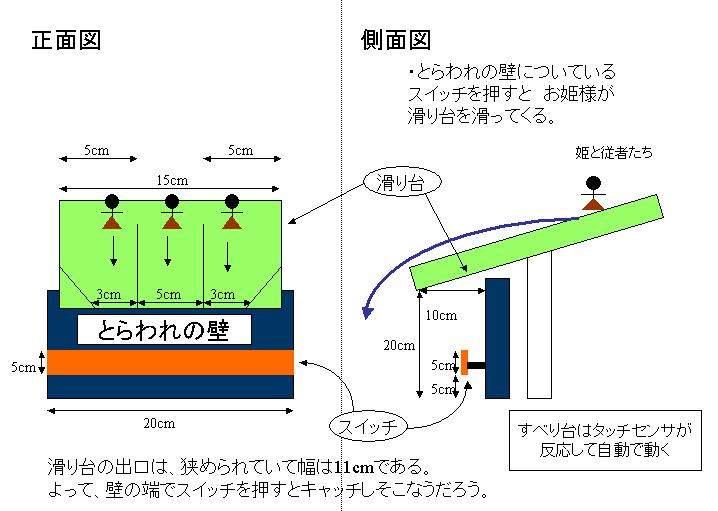 正面図
側面図
・とらわれの壁についている
スイッチを押すと お姫様が
滑り台を滑ってくる。
5cm
5cm
15cm
滑り台
姫と従者たち
3cm
5cm
3cm
とらわれの壁
5cm
20cm
10cm
20cm
5cm
5cm
スイッチ
すべり台はタッチセンサが
反応して自動で動く
滑り台の出口は、狭められていて幅は11cmである。
よって、壁の端でスイッチを押すとキャッチしそこなうだろう。